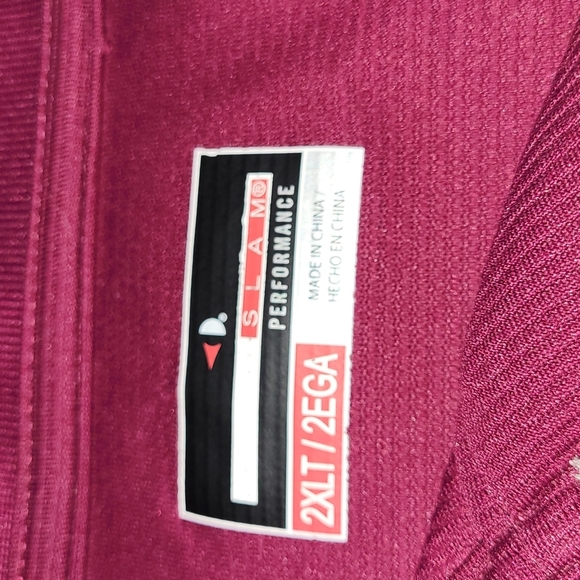 SLAM®
PERFORMANCE
MADE IN CHINA /
HECHO EN CHINA
2XLT / 2EGA